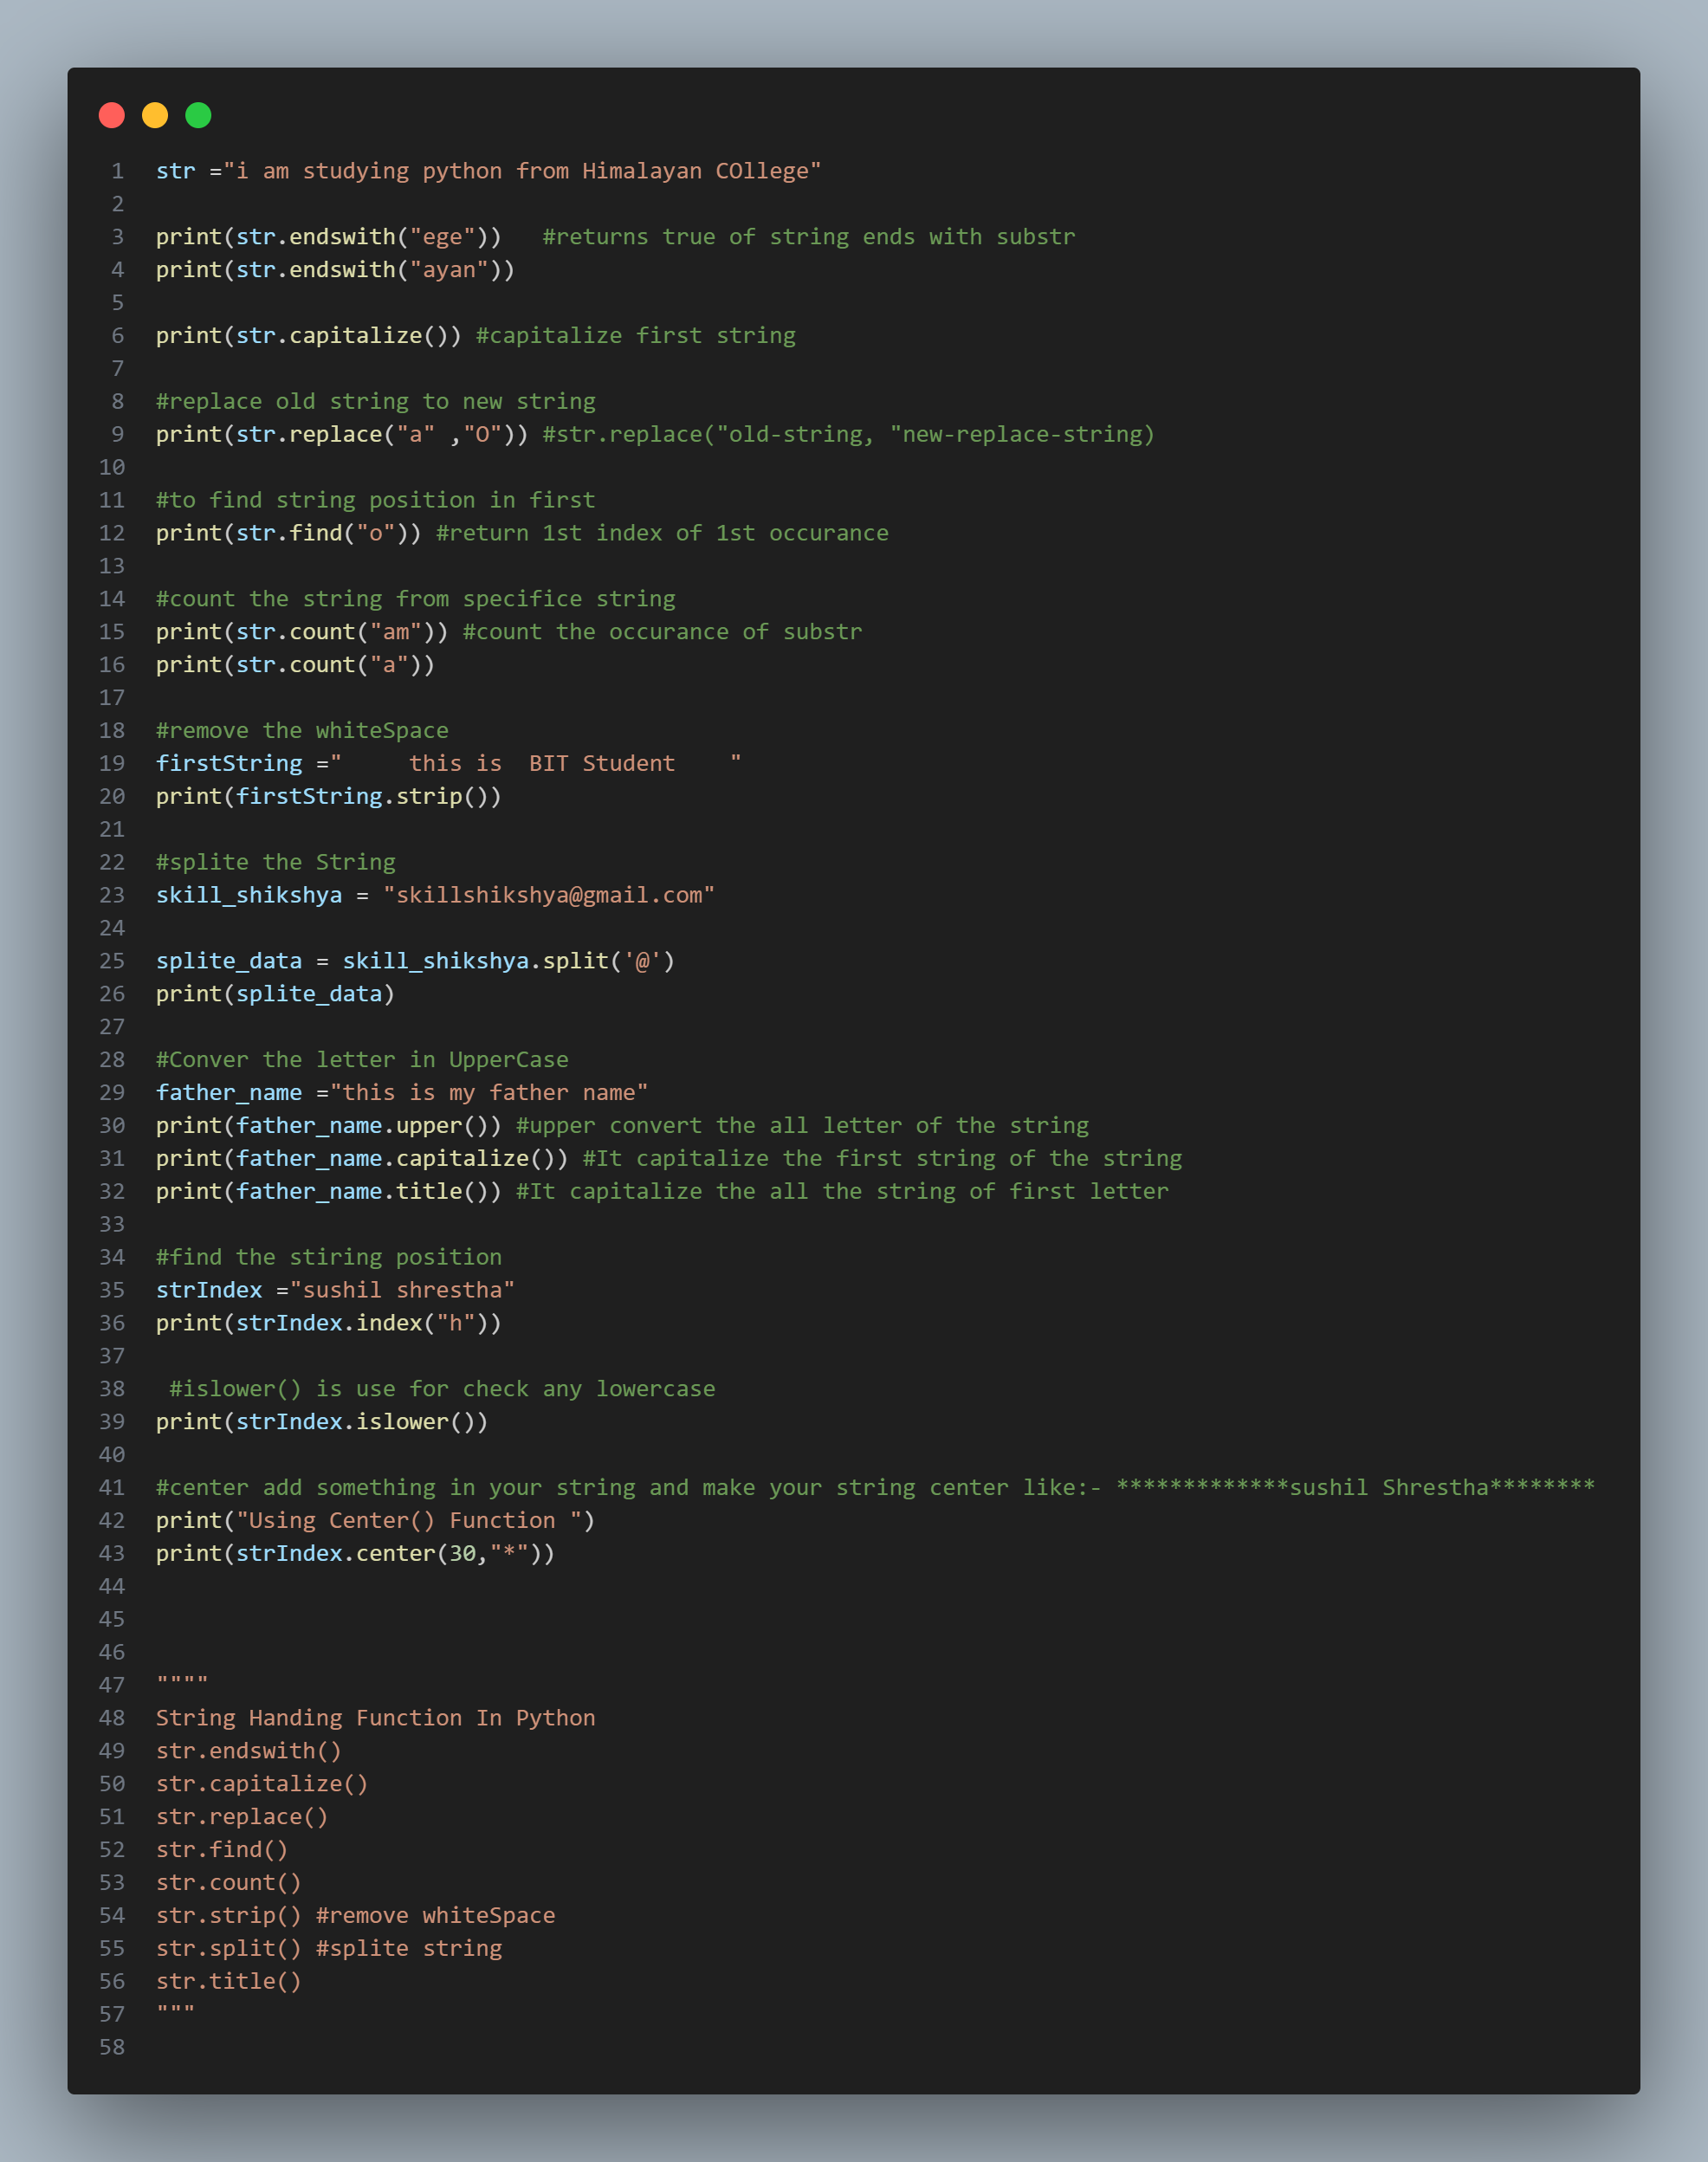 1 str ="i am studying python from Himalayan COllege"
2
3 print(str.endswith("ege"))   #returns true of string ends with substr
4 print(str.endswith("ayan"))
5
6 print(str.capitalize()) #capitalize first string
7
8 #replace old string to new string
9 print(str.replace("a" ,"O")) #str.replace("old-string, "new-replace-string)
10
11 #to find string position in first
12 print(str.find("o")) #return 1st index of 1st occurance
13
14 #count the string from specifice string
15 print(str.count("am")) #count the occurance of substr
16 print(str.count("a"))
17
18 #remove the whiteSpace
19 firstString ="     this is  BIT Student    "
20 print(firstString.strip())
21
22 #splite the String
23 skill_shikshya = "skillshikshya@gmail.com"
24
25 splite_data = skill_shikshya.split('@')
26 print(splite_data)
27
28 #Conver the letter in UpperCase
29 father_name ="this is my father name"
30 print(father_name.upper()) #upper convert the all letter of the string
31 print(father_name.capitalize()) #It capitalize the first string of the string
32 print(father_name.title()) #It capitalize the all the string of first letter
33
34 #find the stiring position
35 strIndex ="sushil shrestha"
36 print(strIndex.index("h"))
37
38  #islower() is use for check any lowercase
39 print(strIndex.islower())
40
41 #center add something in your string and make your string center like:- *************sushil Shrestha********
42 print("Using Center() Function ")
43 print(strIndex.center(30,"*"))
44
45
46
47 """"
48 String Handing Function In Python
49 str.endswith()
50 str.capitalize()
51 str.replace()
52 str.find()
53 str.count()
54 str.strip() #remove whiteSpace
55 str.split() #splite string
56 str.title()
57 """
58